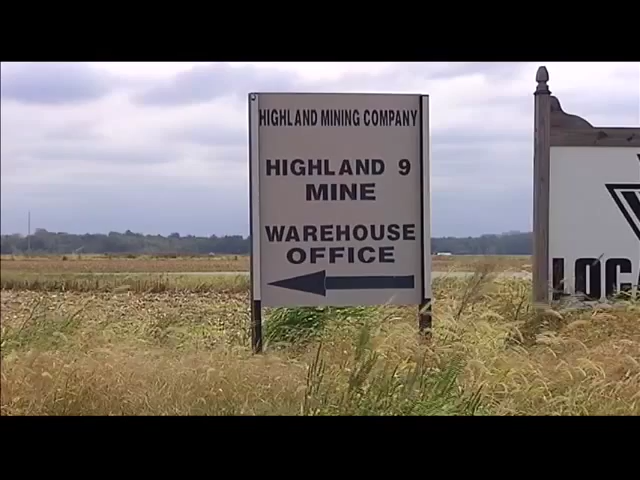 HIGHLAND MINING COMPANY
HIGHLAND 9
MINE
WAREHOUSE
OFFICE